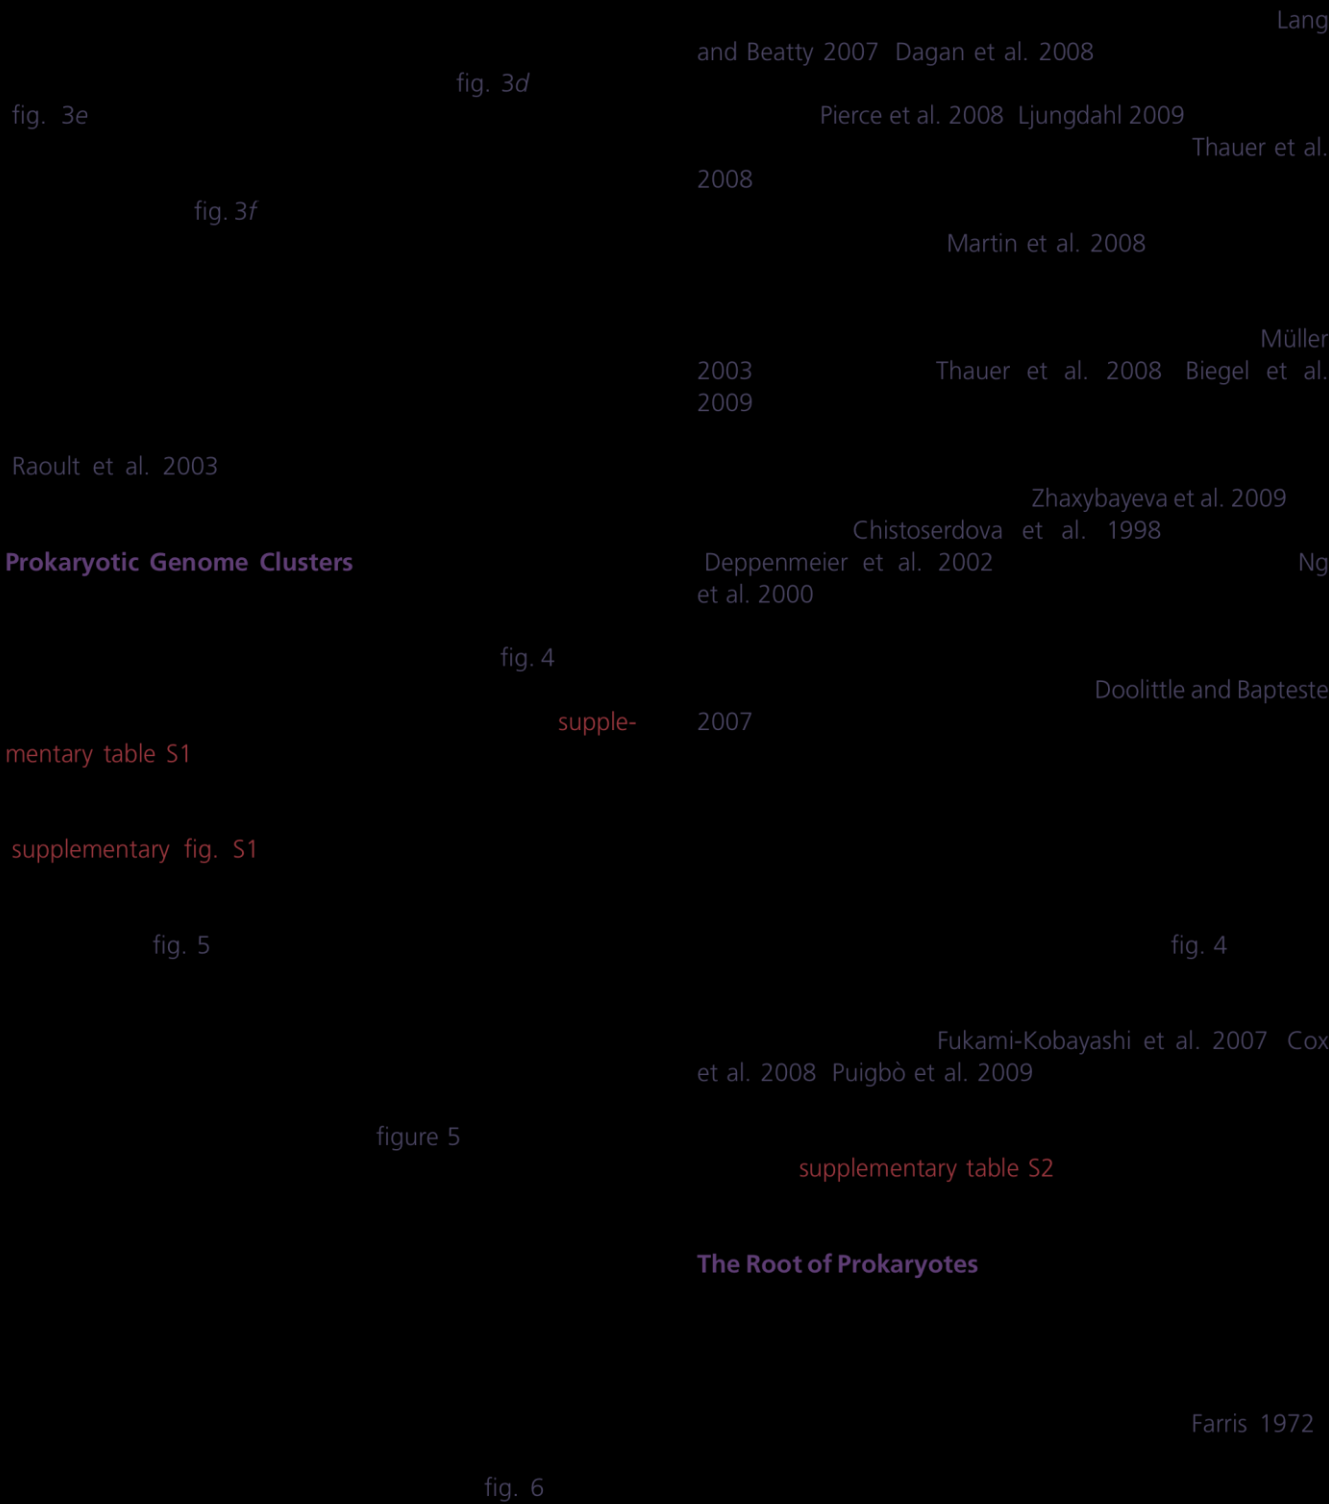 fig. 3d
fig. 3e
fig. 3f
Raoult et al. 2003
Prokaryotic Genome Clusters
fig. 4
supple-
mentary table S1
supplementary fig. S1
fig. 5
figure 5
fig. 6
Lang
and Beatty 2007 Dagan et al. 2008
Pierce et al. 2008 Ljungdahl 2009
Thauer et al.
2008
Martin et al. 2008
Müller
2003 Thauer et al. 2008 Biegel et al.
2009
Zhaxybayeva et al. 2009
Chistoserdova et al. 1998
Deppenmeier et al. 2002 Ng
et al. 2000
Doolittle and Bapteste
2007
fig. 4
Fukami-Kobayashi et al. 2007 Cox
et al. 2008 Puigbò et al. 2009
supplementary table S2
The Root of Prokaryotes
Farris 1972